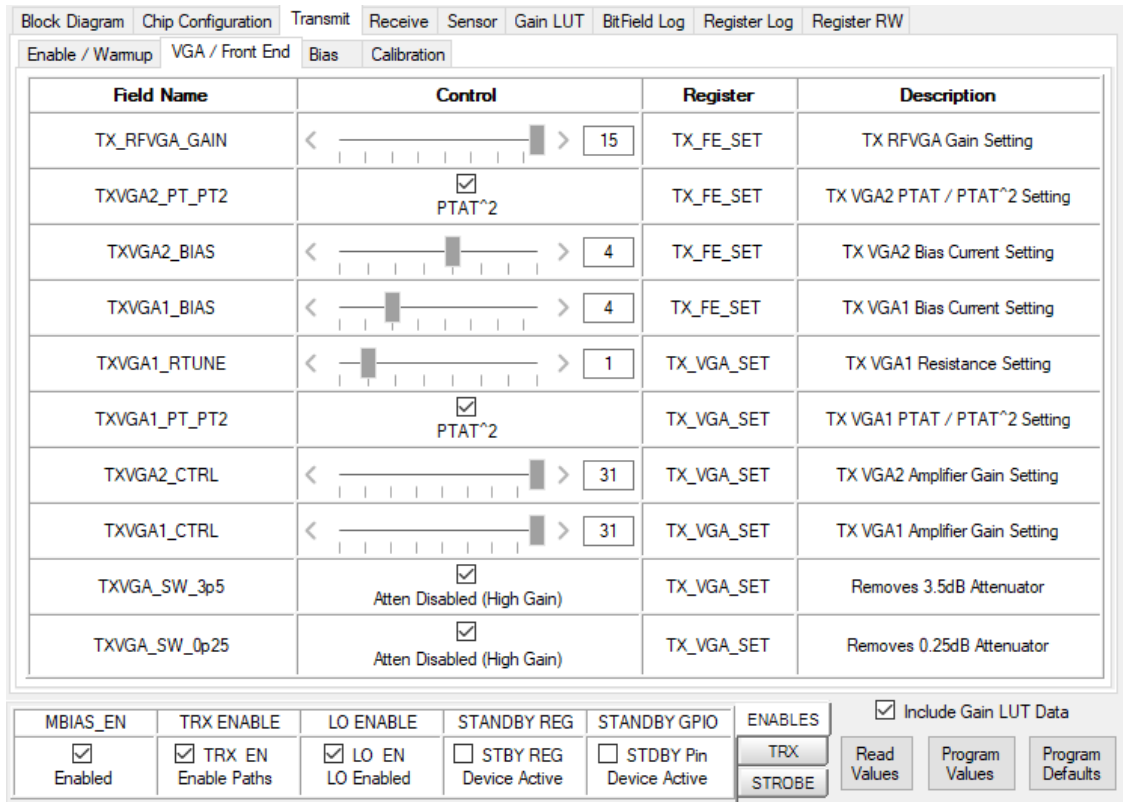 Block Diagram Chip Configuration Transmit Receive Sensor Gain LUT BitField Log Register Log Register RW
Enable / Warmup VGA / Front End Bias Calibration
Field Name Control Register Description
TX_RFVGA_GAIN < > 15 TX_FE_SET TX RFVGA Gain Setting
TXVGA2_PT_PT2 PTAT^2 TX_FE_SET TX VGA2 PTAT / PTAT^2 Setting
TXVGA2_BIAS < > 4 TX_FE_SET TX VGA2 Bias Current Setting
TXVGA1_BIAS < > 4 TX_FE_SET TX VGA1 Bias Current Setting
TXVGA1_RTUNE < > 1 TX_VGA_SET TX VGA1 Resistance Setting
TXVGA1_PT_PT2 PTAT^2 TX_VGA_SET TX VGA1 PTAT / PTAT^2 Setting
TXVGA2_CTRL < > 31 TX_VGA_SET TX VGA2 Amplifier Gain Setting
TXVGA1_CTRL < > 31 TX_VGA_SET TX VGA1 Amplifier Gain Setting
TXVGA_SW_3p5 Atten Disabled (High Gain) TX_VGA_SET Removes 3.5dB Attenuator
TXVGA_SW_0p25 Atten Disabled (High Gain) TX_VGA_SET Removes 0.25dB Attenuator
MBIAS_EN TRX ENABLE LO ENABLE STANDBY REG STANDBY GPIO ENABLES Include Gain LUT Data
TRX EN LO EN STBY REG STDBY Pin TRX Read Program Program
Enabled Enable Paths LO Enabled Device Active Device Active STROBE Values Values Defaults